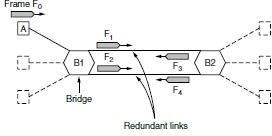 Frame F0
A
F1
F2
F3
F4
B1
B2
Bridge
Redundant links